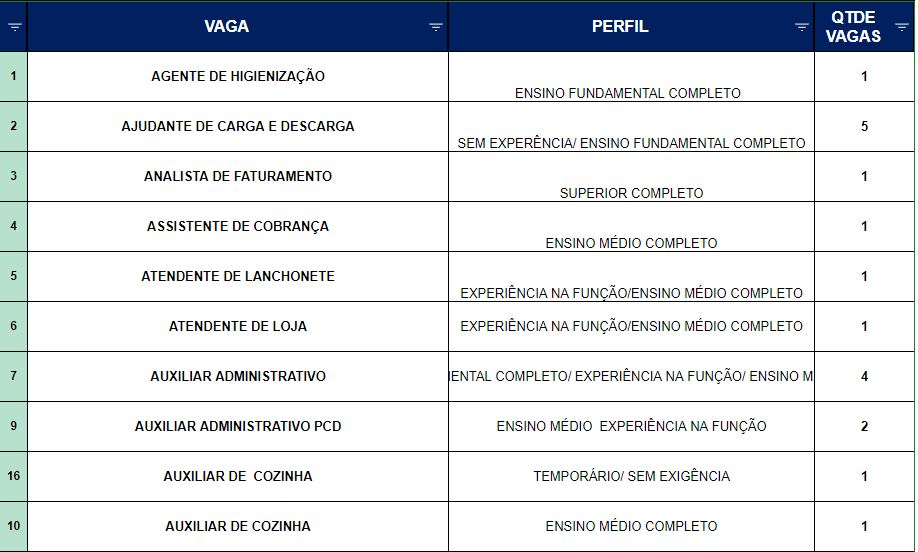 VAGA PERFIL QTDE VAGAS
1 AGENTE DE HIGIENIZAÇÃO ENSINO FUNDAMENTAL COMPLETO 1
2 AJUDANTE DE CARGA E DESCARGA SEM EXPERÊNCIA/ ENSINO FUNDAMENTAL COMPLETO 5
3 ANALISTA DE FATURAMENTO SUPERIOR COMPLETO 1
4 ASSISTENTE DE COBRANÇA ENSINO MÉDIO COMPLETO 1
5 ATENDENTE DE LANCHONETE EXPERIÊNCIA NA FUNÇÃO/ENSINO MÉDIO COMPLETO 1
6 ATENDENTE DE LOJA EXPERIÊNCIA NA FUNÇÃO/ENSINO MÉDIO COMPLETO 1
7 AUXILIAR ADMINISTRATIVO IENTAL COMPLETO/ EXPERIÊNCIA NA FUNÇÃO/ ENSINO M 4
9 AUXILIAR ADMINISTRATIVO PCD ENSINO MÉDIO  EXPERIÊNCIA NA FUNÇÃO 2
16 AUXILIAR DE  COZINHA TEMPORÁRIO/ SEM EXIGÊNCIA 1
10 AUXILIAR DE COZINHA ENSINO MÉDIO COMPLETO 1